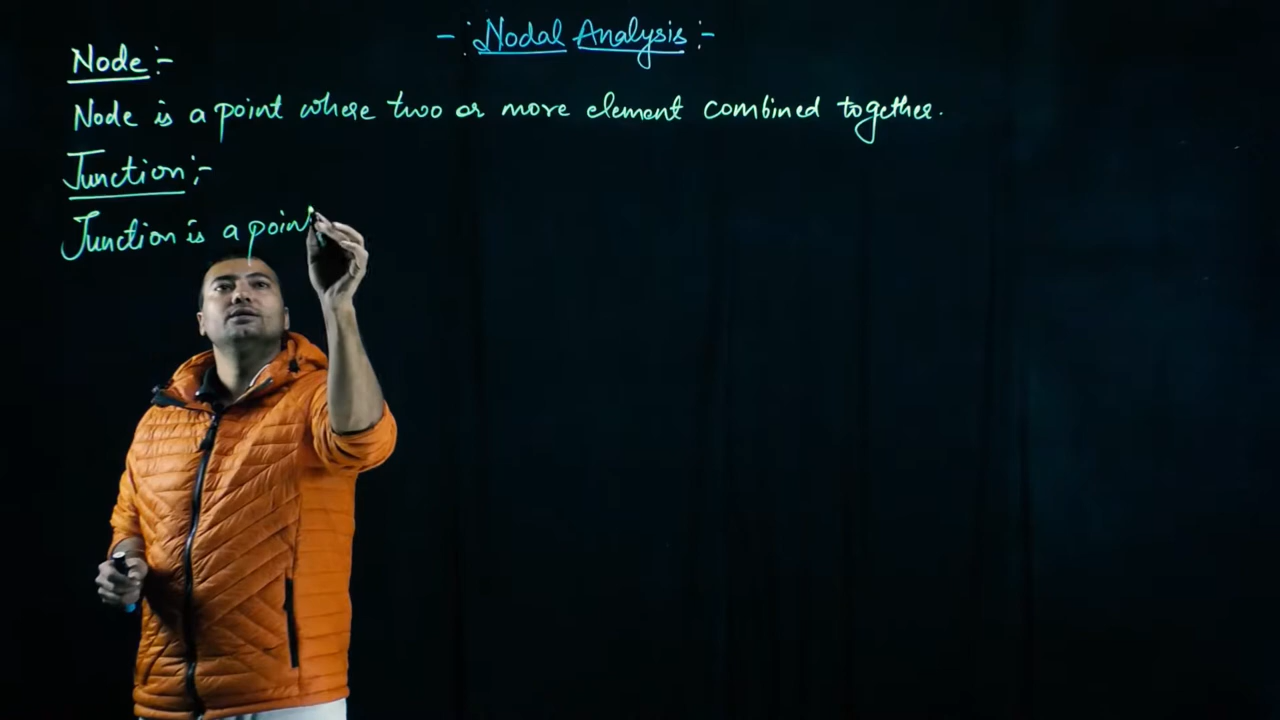 -: Nodal Analysis :-
Node :-
Node is a point where two or more element combined together.
Junction :-
Junction is a point